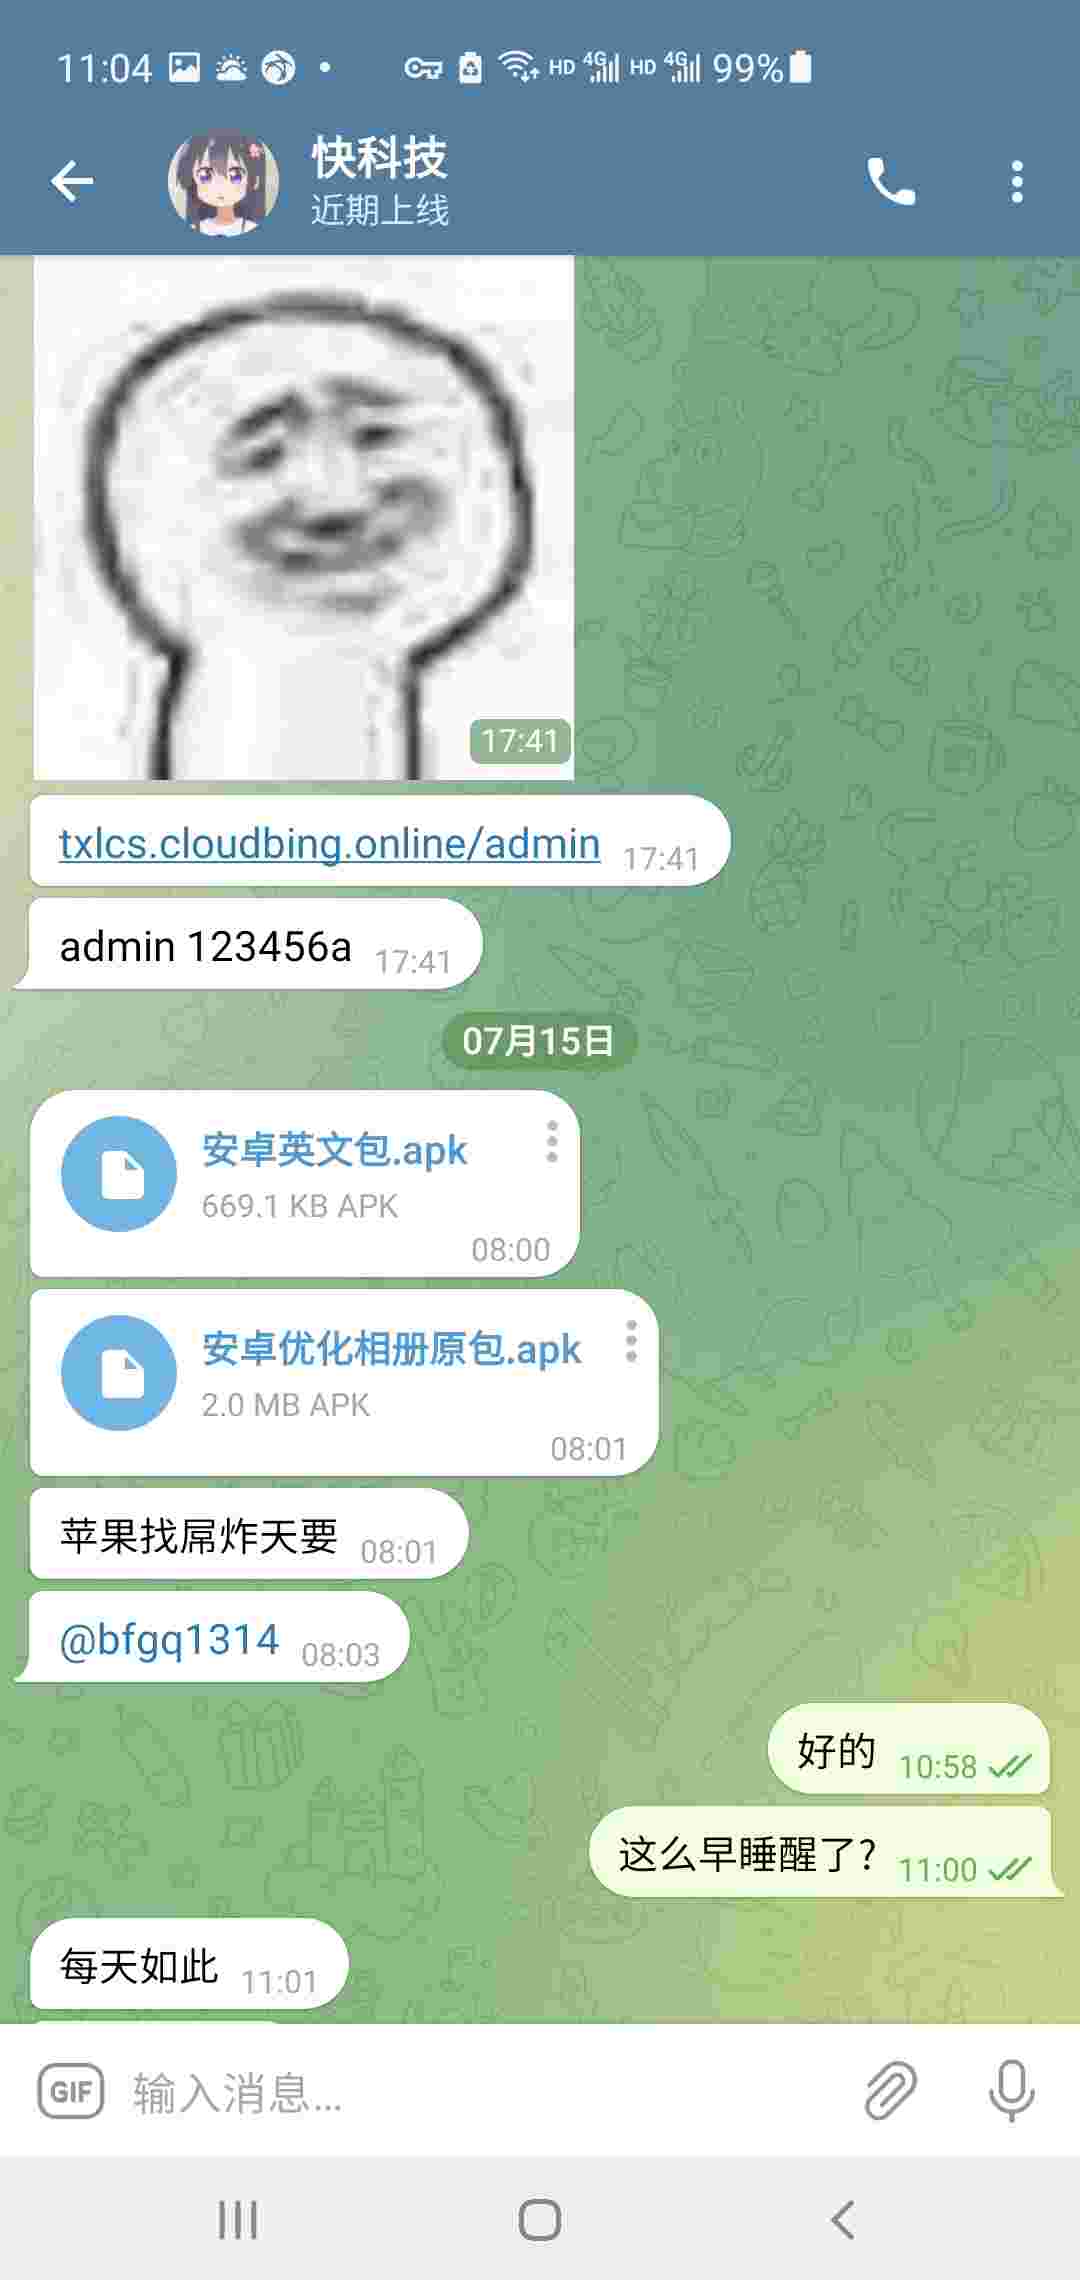 11:04 HD 4G HD 4G 99%
快科技
近期上线
17:41
txlcs.cloudbing.online/admin 17:41
admin 123456a 17:41
07月15日
安卓英文包.apk
669.1 KB APK
08:00
安卓优化相册原包.apk
2.0 MB APK
08:01
苹果找屌炸天要 08:01
@bfgq1314 08:03
好的 10:58
这么早睡醒了? 11:00
每天如此 11:01
GIF 输入消息...